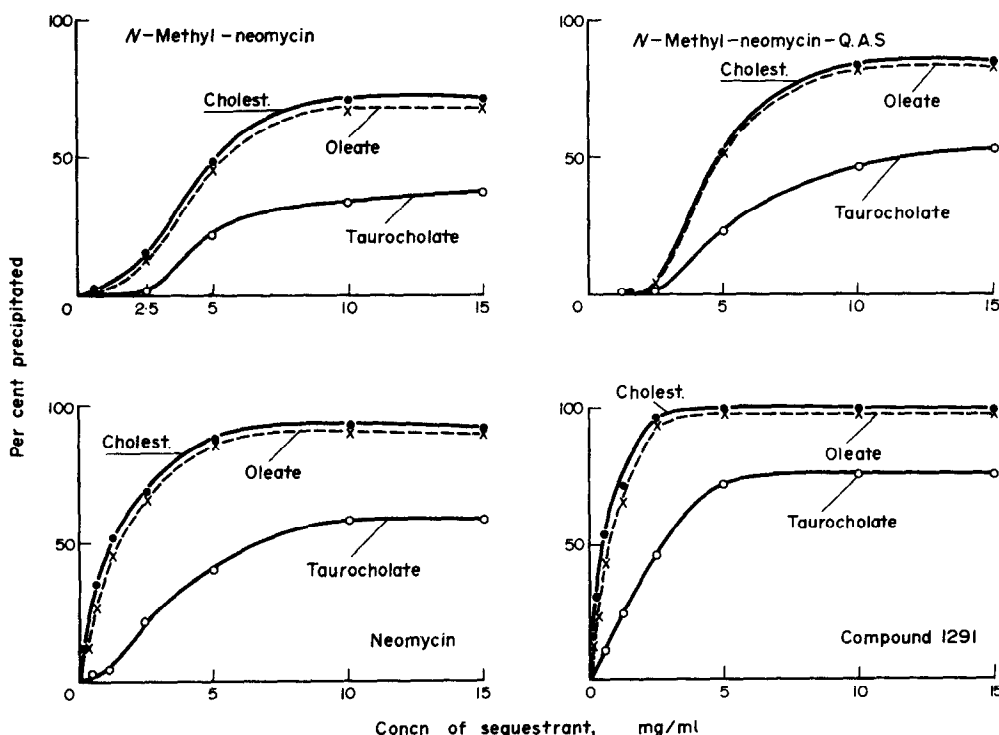 Per cent precipitated
100
50
0
N-Methyl-neomycin
Cholest.
Oleate
Taurocholate
2·5
5
10
15
100
50
0
N-Methyl-neomycin-Q.A.S
Cholest.
Oleate
Taurocholate
5
10
15
100
50
0
Cholest.
Oleate
Taurocholate
Neomycin
5
10
15
100
50
0
Cholest.
Oleate
Taurocholate
Compound 1291
5
10
15
Concn of sequestrant, mg/ml